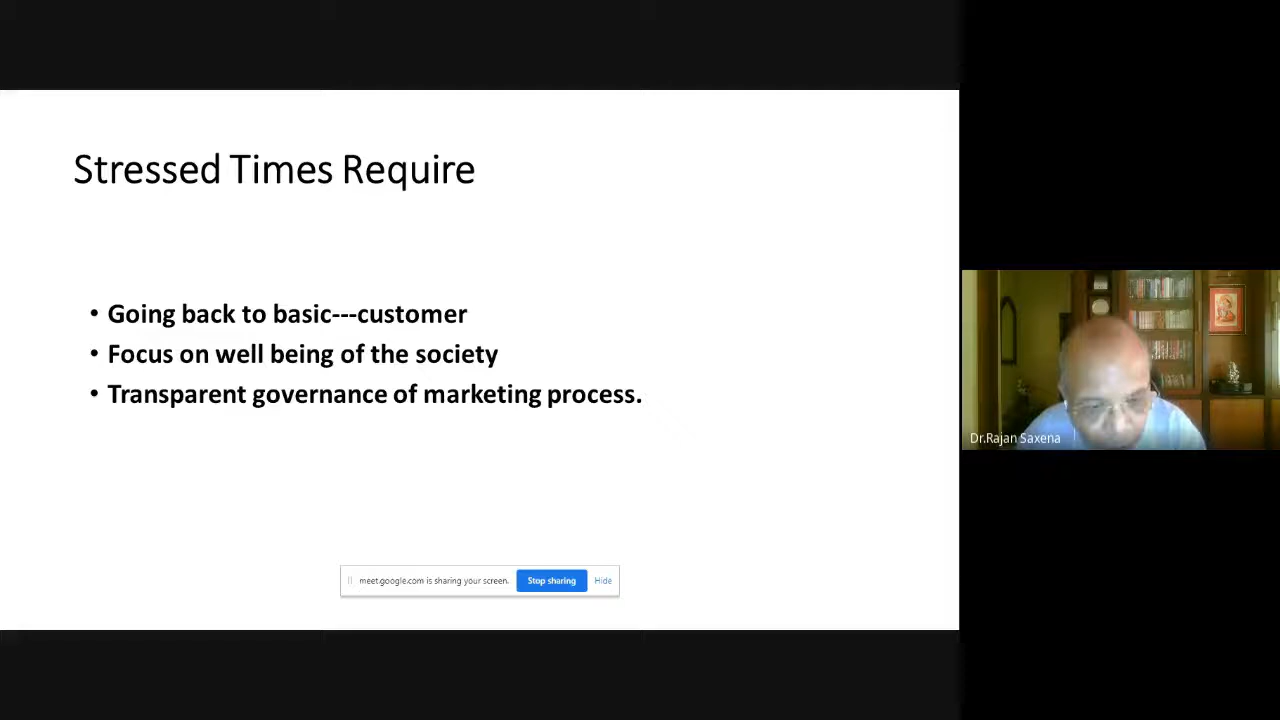 Stressed Times Require
• Going back to basic---customer
• Focus on well being of the society
• Transparent governance of marketing process.
Dr.Rajan Saxena
meet.google.com is sharing your screen. Stop sharing Hide